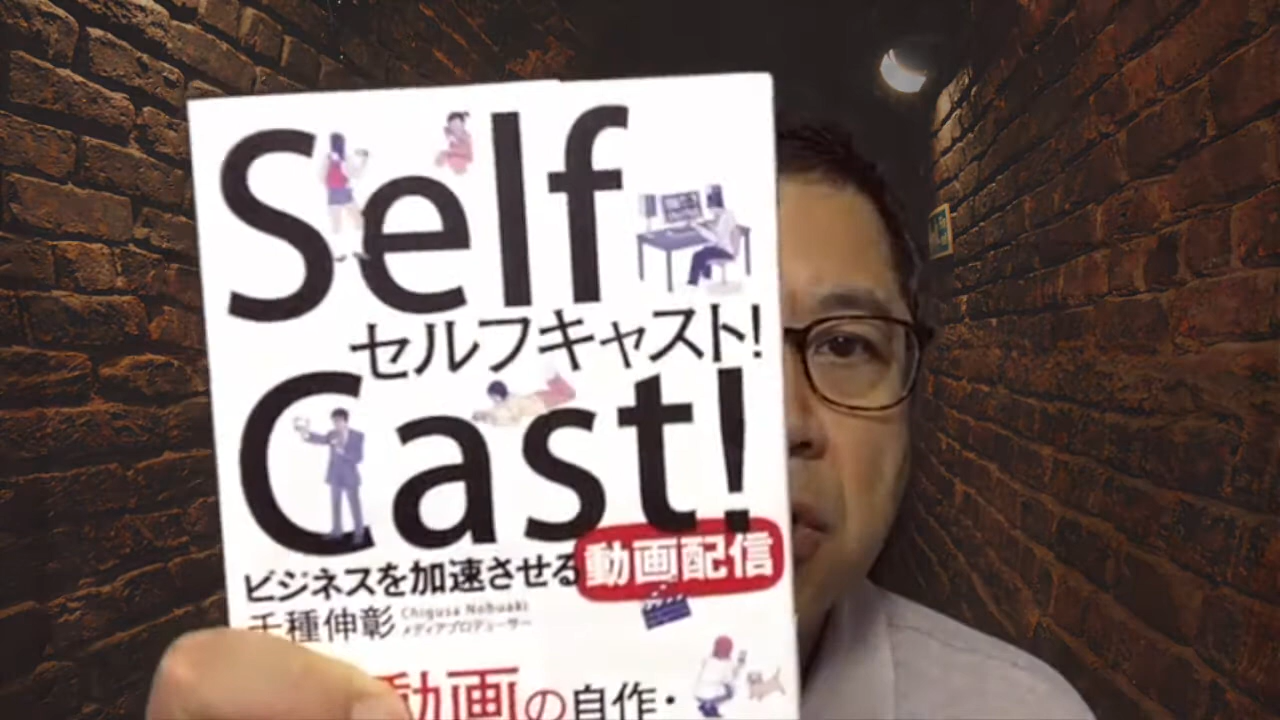 Self
セルフキャスト!
Cast!
ビジネスを加速させる動画配信
千種伸彰 Chigusa Nobuaki
メディアプロデューサー
動画の自作・